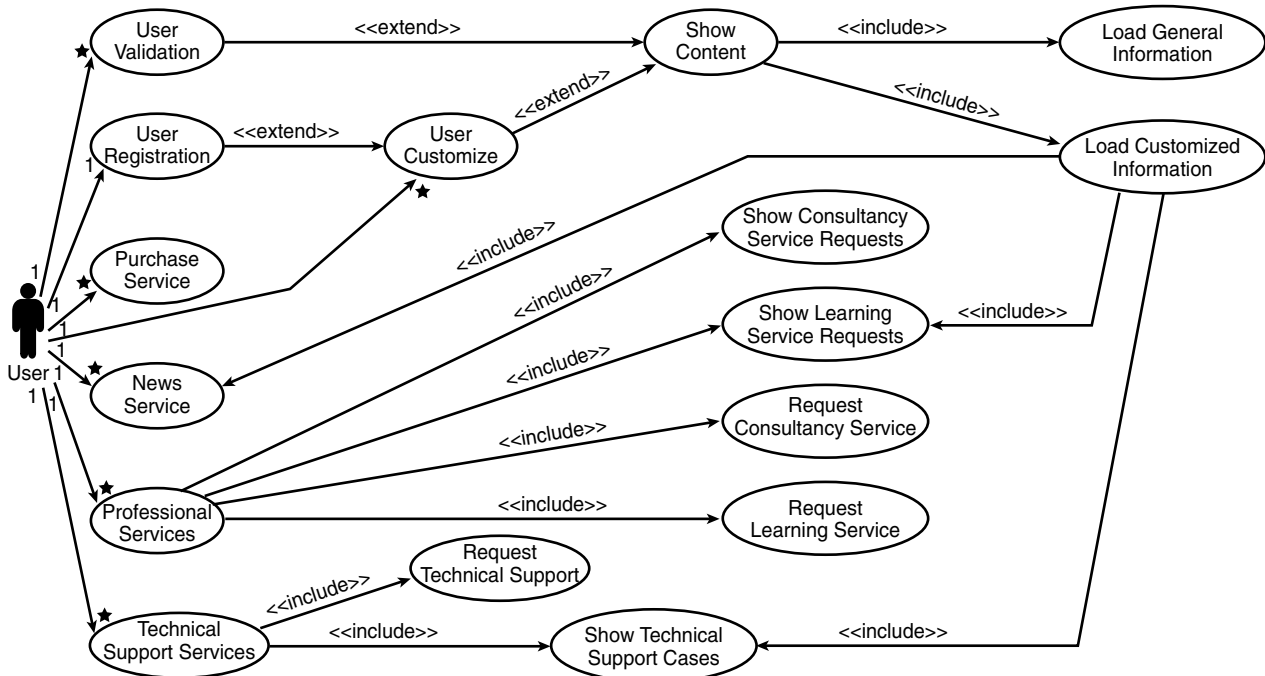 User
Validation
<<extend>>
Show
Content
<<include>>
Load General
Information
<<extend>>
<<include>>
User
Registration
<<extend>>
User
Customize
Load Customized
Information
1
Show Consultancy
Service Requests
<<include>>
Purchase
Service
<<include>>
1
1
1
1
User
1
1
1
Show Learning
Service Requests
<<include>>
<<include>>
News
Service
Request
Consultancy Service
<<include>>
Professional
Services
<<include>>
Request
Learning Service
Request
Technical Support
<<include>>
Technical
Support Services
<<include>>
Show Technical
Support Cases
<<include>>